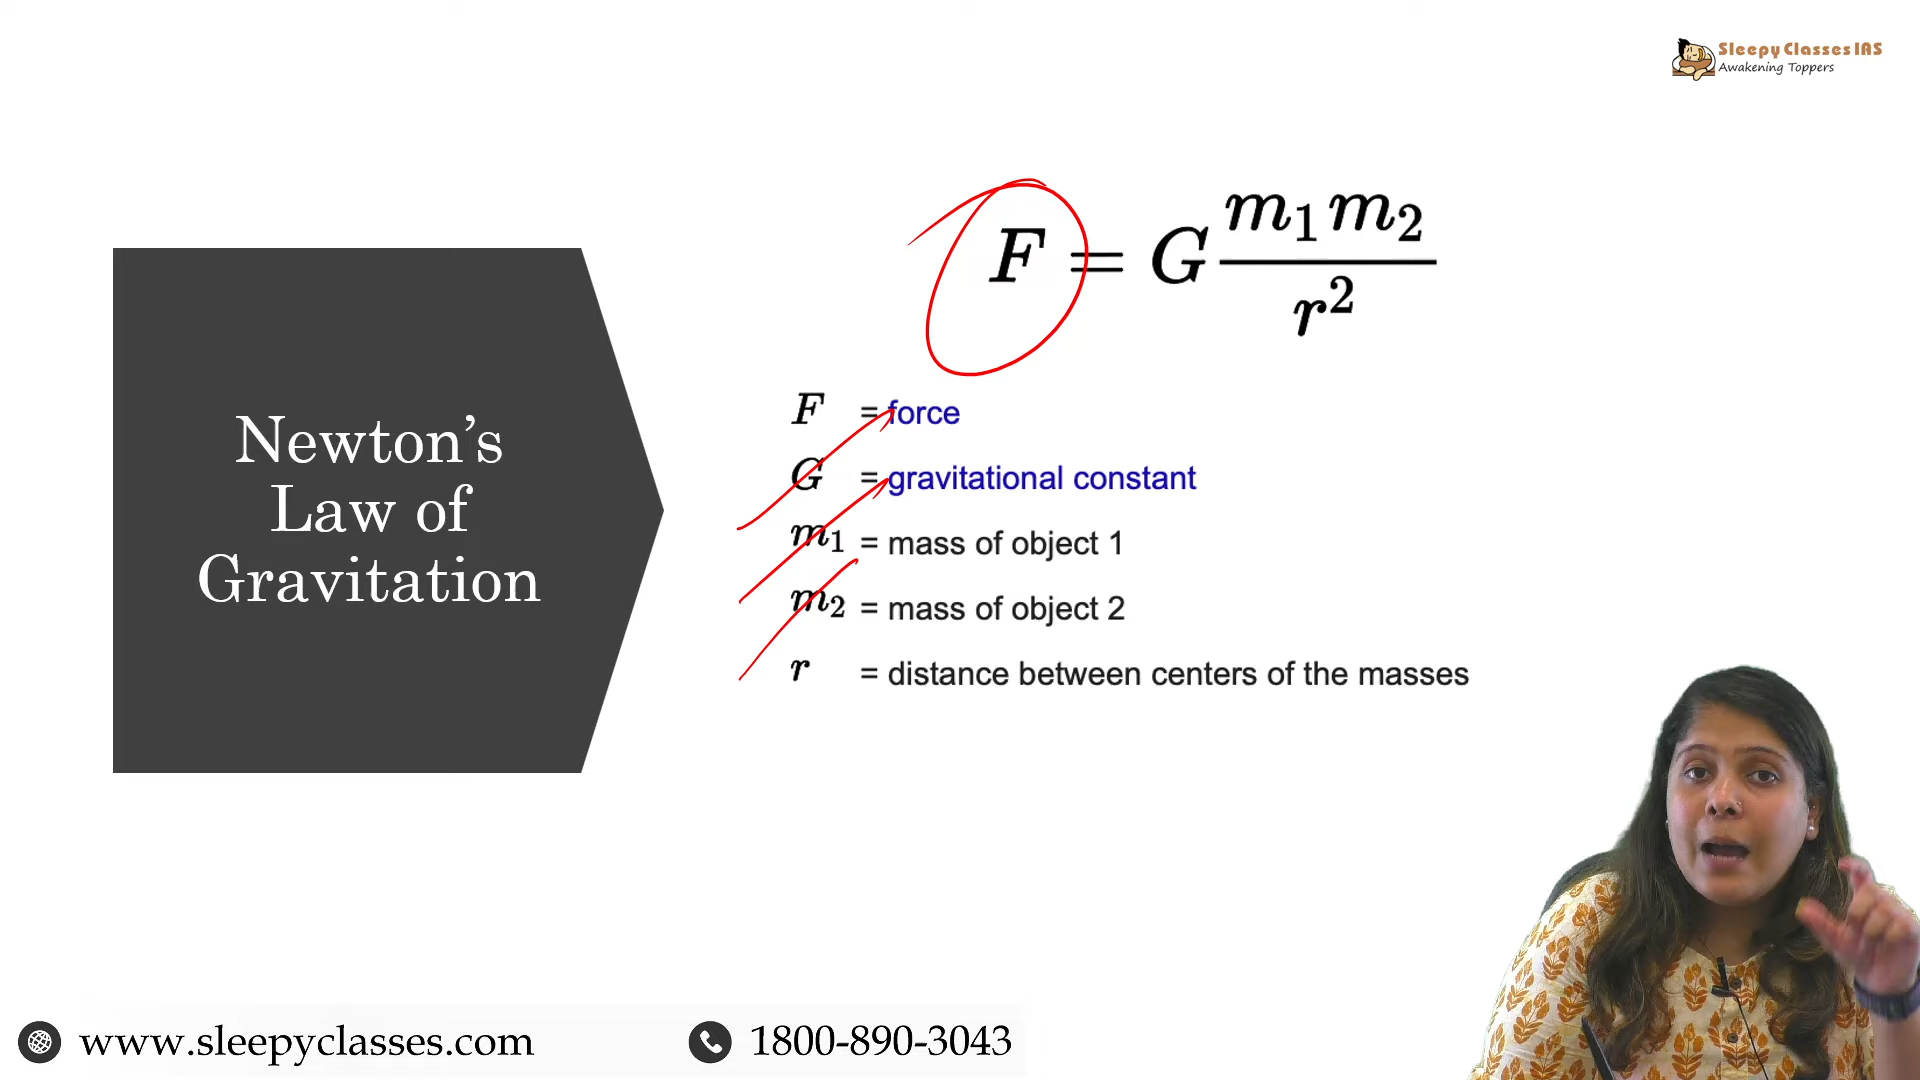 Sleepy Classes IAS
Awakening Toppers
Newton's
Law of
Gravitation
F = G m₁m₂ / r²
F = force
G = gravitational constant
m₁ = mass of object 1
m₂ = mass of object 2
r = distance between centers of the masses
www.sleepyclasses.com
1800-890-3043